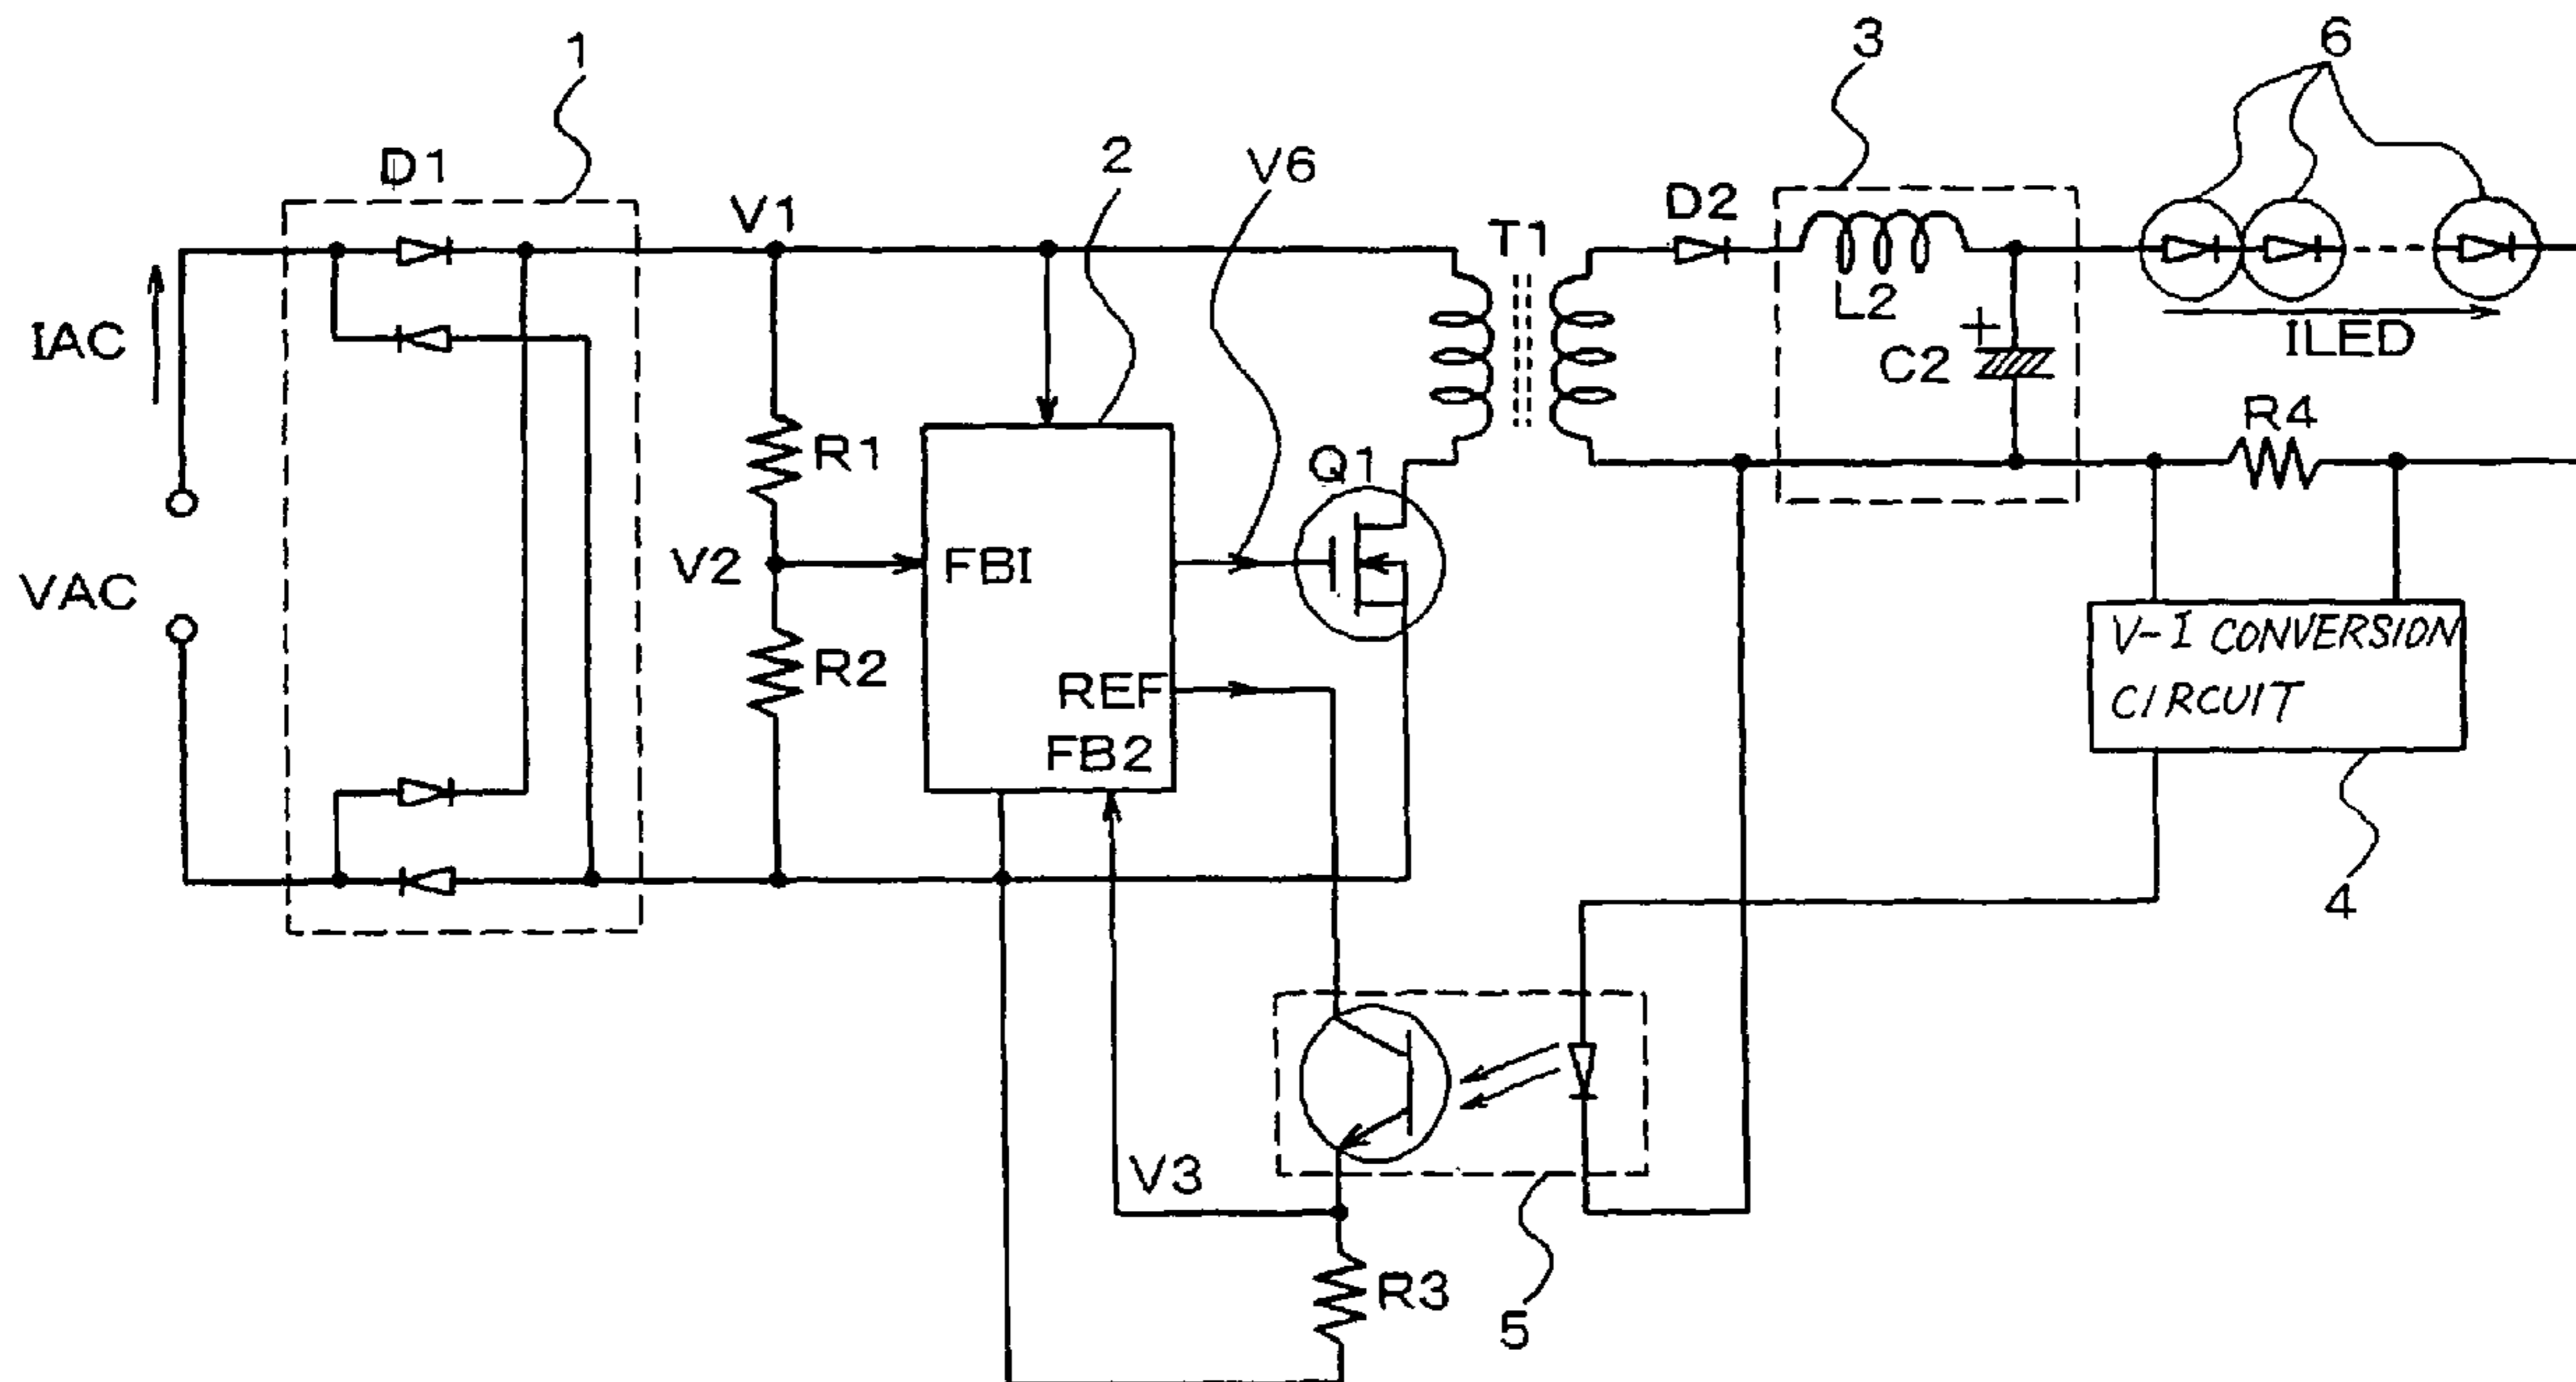 1
3
6
D1
2
V6
V1
T1
D2
IAC
L2
ILED
+
C2
R4
R1
Q1
V2
FBI
VAC
V-I CONVERSION
CIRCUIT
R2
REF
FB2
4
V3
R3
5